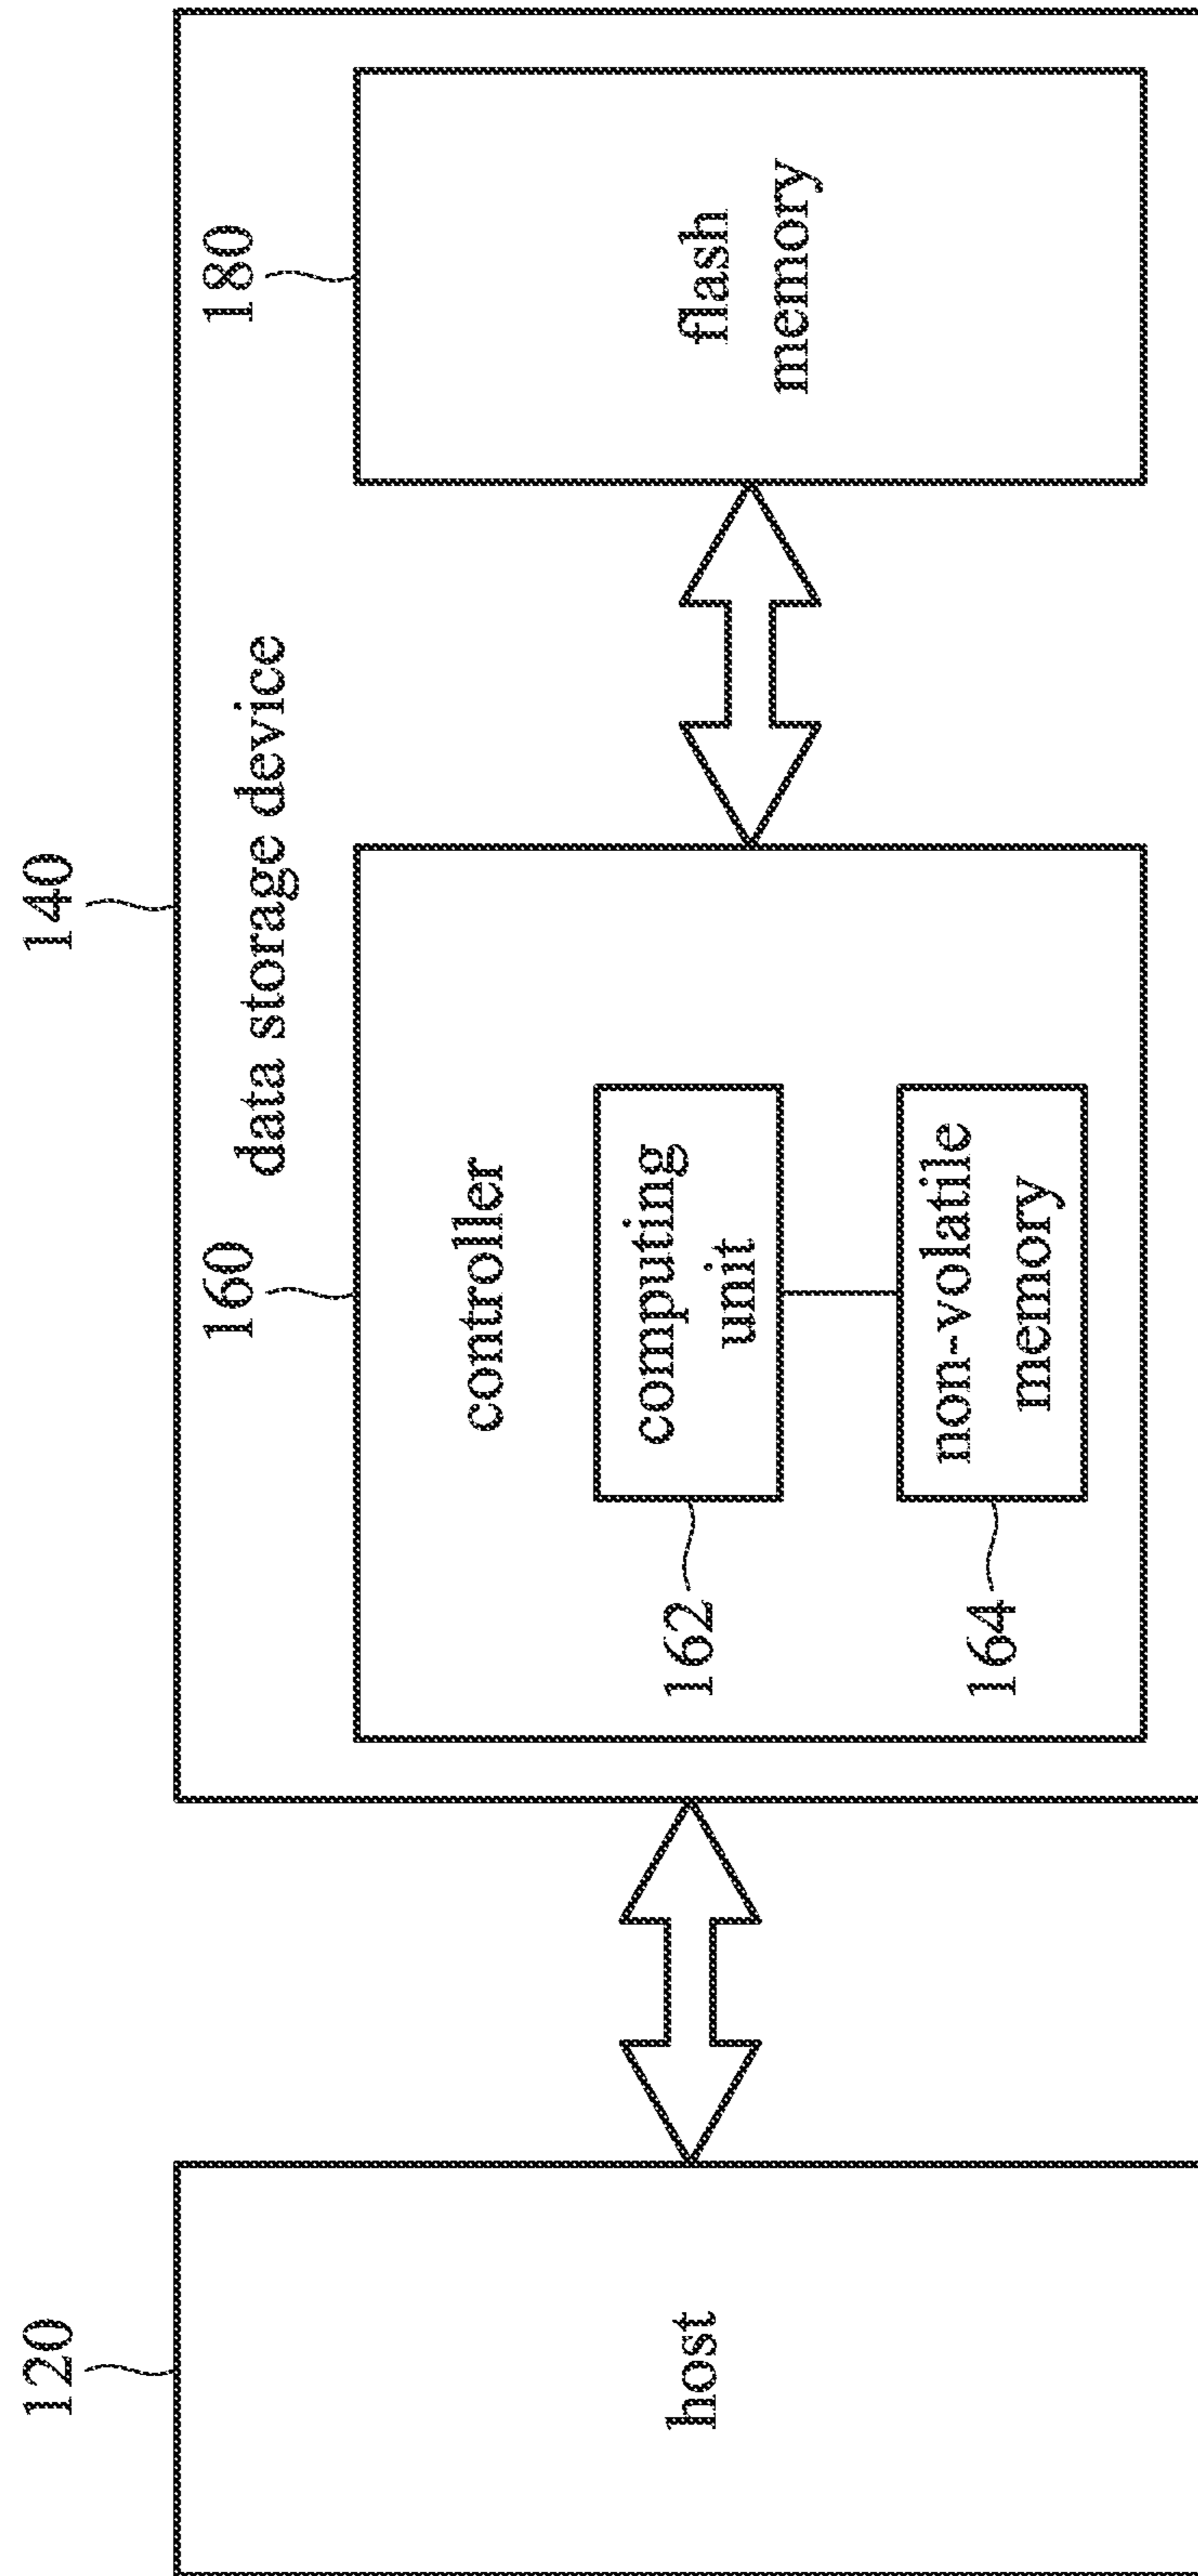 140
data storage device
120
160
180
host
controller
flash
memory
computing
unit
162
non-volatile
memory
164